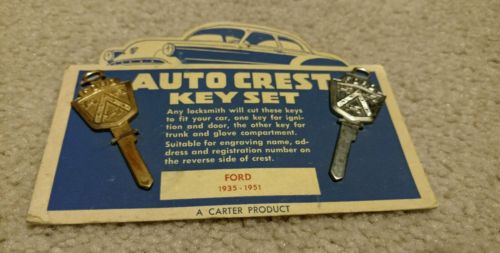 AUTO CREST
KEY SET
Any locksmith will cut these keys
to fit your car, one key for igni-
tion and door, the other key for
trunk and glove compartment.
Suitable for engraving name, ad-
dress and registration number on
the reverse side of crest.
FORD
1935 - 1951
A CARTER PRODUCT